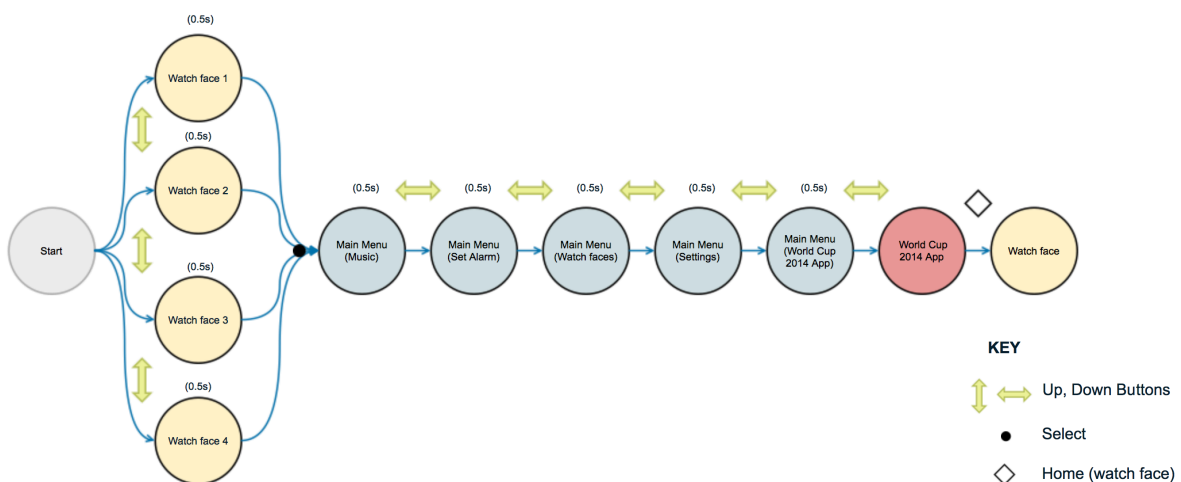 (0.5s)
Watch face 1
(0.5s)
Watch face 2
(0.5s)
Watch face 3
(0.5s)
Watch face 4
Start
(0.5s)
(0.5s)
(0.5s)
(0.5s)
(0.5s)
Main Menu
(Music)
Main Menu
(Set Alarm)
Main Menu
(Watch faces)
Main Menu
(Settings)
Main Menu
(World Cup
2014 App)
World Cup
2014 App
Watch face
KEY
Up, Down Buttons
Select
Home (watch face)